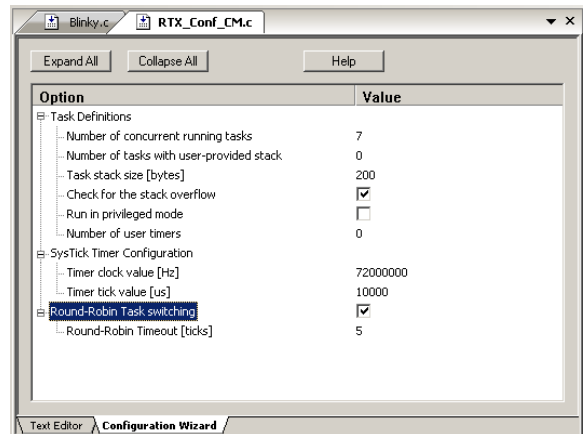 Blinky.c RTX_Conf_CM.c
Expand All Collapse All Help
Option Value
Task Definitions
Number of concurrent running tasks 7
Number of tasks with user-provided stack 0
Task stack size [bytes] 200
Check for the stack overflow
Run in privileged mode
Number of user timers 0
SysTick Timer Configuration
Timer clock value [Hz] 72000000
Timer tick value [us] 10000
Round-Robin Task switching
Round-Robin Timeout [ticks] 5
Text Editor Configuration Wizard